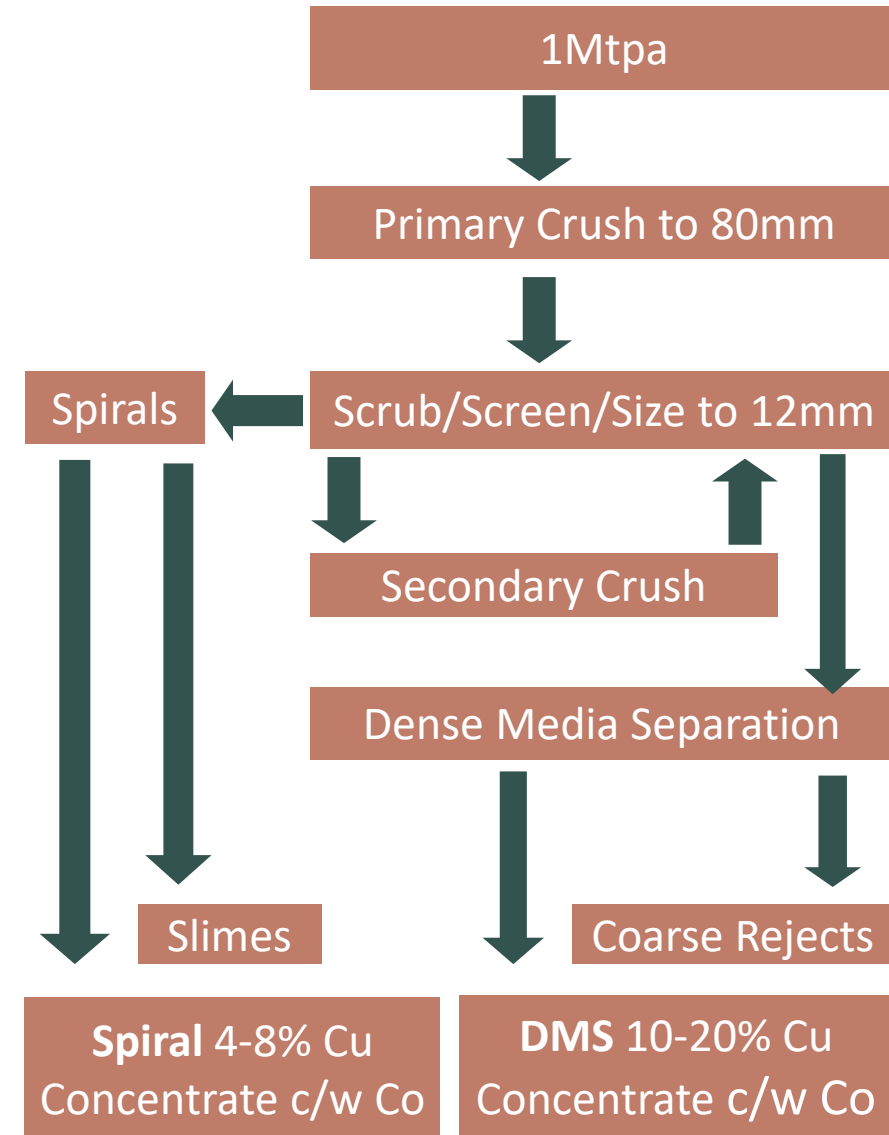 1Mtpa
Primary Crush to 80mm
Spirals
Scrub/Screen/Size to 12mm
Secondary Crush
Dense Media Separation
Slimes
Coarse Rejects
Spiral 4-8% Cu
Concentrate c/w Co
DMS 10-20% Cu
Concentrate c/w Co